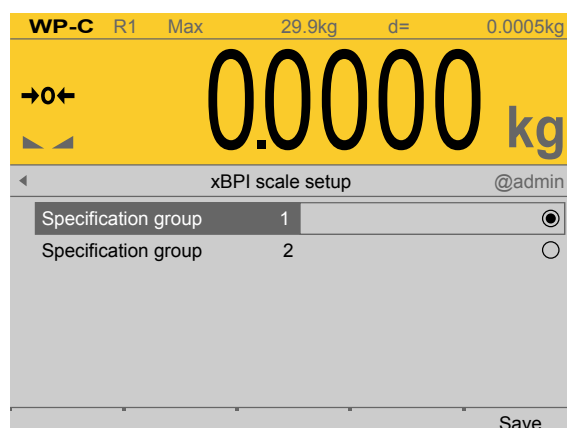 WP-C R1 Max 29.9kg d= 0.0005kg
→0←
0.0000 kg
xBPI scale setup @admin
Specification group 1
Specification group 2
Save